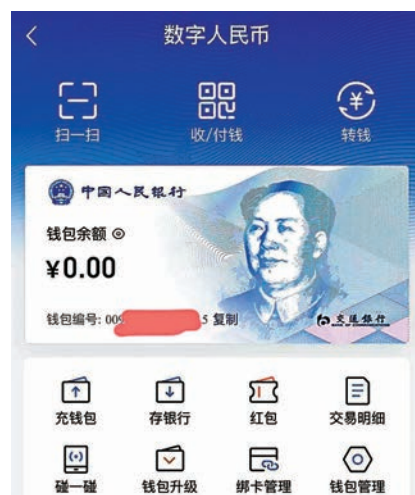 数字人民币
扫一扫 收/付钱 转钱
中国人民银行
钱包余额
¥0.00
钱包编号: 009 5 复制 交通银行
充钱包 存银行 红包 交易明细
碰一碰 钱包升级 绑卡管理 钱包管理